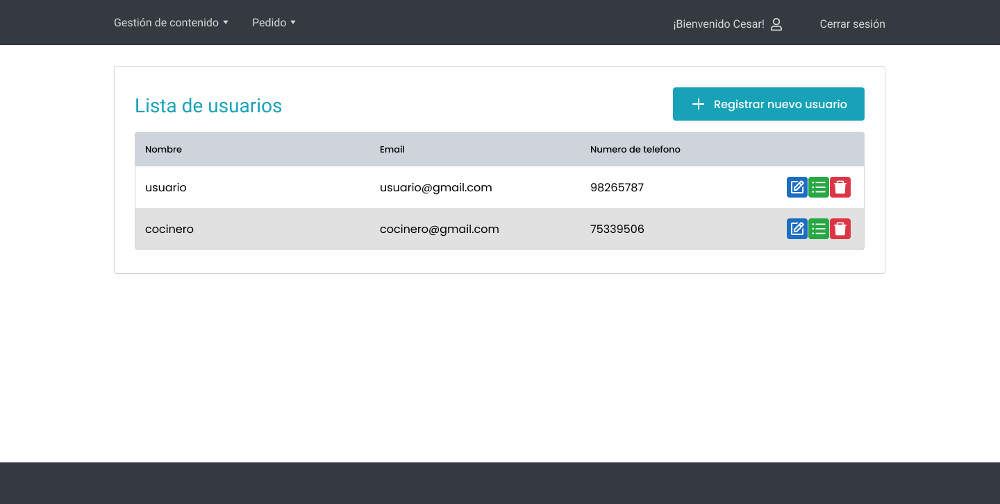 Gestión de contenido Pedido ¡Bienvenido Cesar! Cerrar sesión
Lista de usuarios Registrar nuevo usuario
Nombre Email Numero de telefono
usuario usuario@gmail.com 98265787
cocinero cocinero@gmail.com 75339506